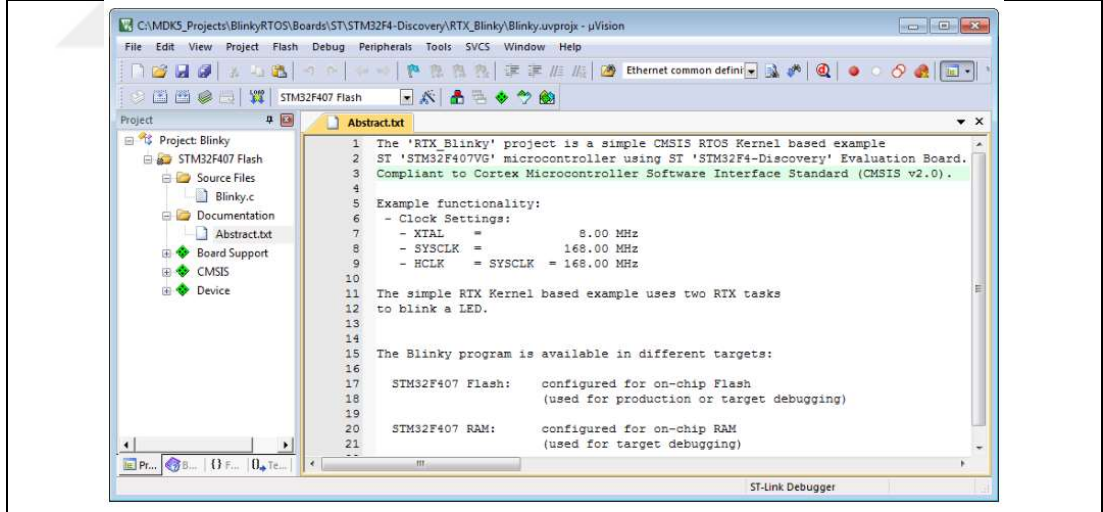 C:\MDK5_Projects\BlinkyRTOS\Boards\ST\STM32F4-Discovery\RTX_Blinky\Blinky.uvprojx - µVision
File Edit View Project Flash Debug Peripherals Tools SVCS Window Help
Ethernet common defini
STM32F407 Flash
Project
Abstract.txt
Project: Blinky
STM32F407 Flash
Source Files
Blinky.c
Documentation
Abstract.txt
Board Support
CMSIS
Device
1 The 'RTX_Blinky' project is a simple CMSIS RTOS Kernel based example
2 ST 'STM32F407VG' microcontroller using ST 'STM32F4-Discovery' Evaluation Board.
3 Compliant to Cortex Microcontroller Software Interface Standard (CMSIS v2.0).
4
5 Example functionality:
6 - Clock Settings:
7 - XTAL = 8.00 MHz
8 - SYSCLK = 168.00 MHz
9 - HCLK = SYSCLK = 168.00 MHz
10
11 The simple RTX Kernel based example uses two RTX tasks
12 to blink a LED.
13
14
15 The Blinky program is available in different targets:
16
17 STM32F407 Flash: configured for on-chip Flash
18 (used for production or target debugging)
19
20 STM32F407 RAM: configured for on-chip RAM
21 (used for target debugging)
Pr... B... {} F... 0 Te...
ST-Link Debugger